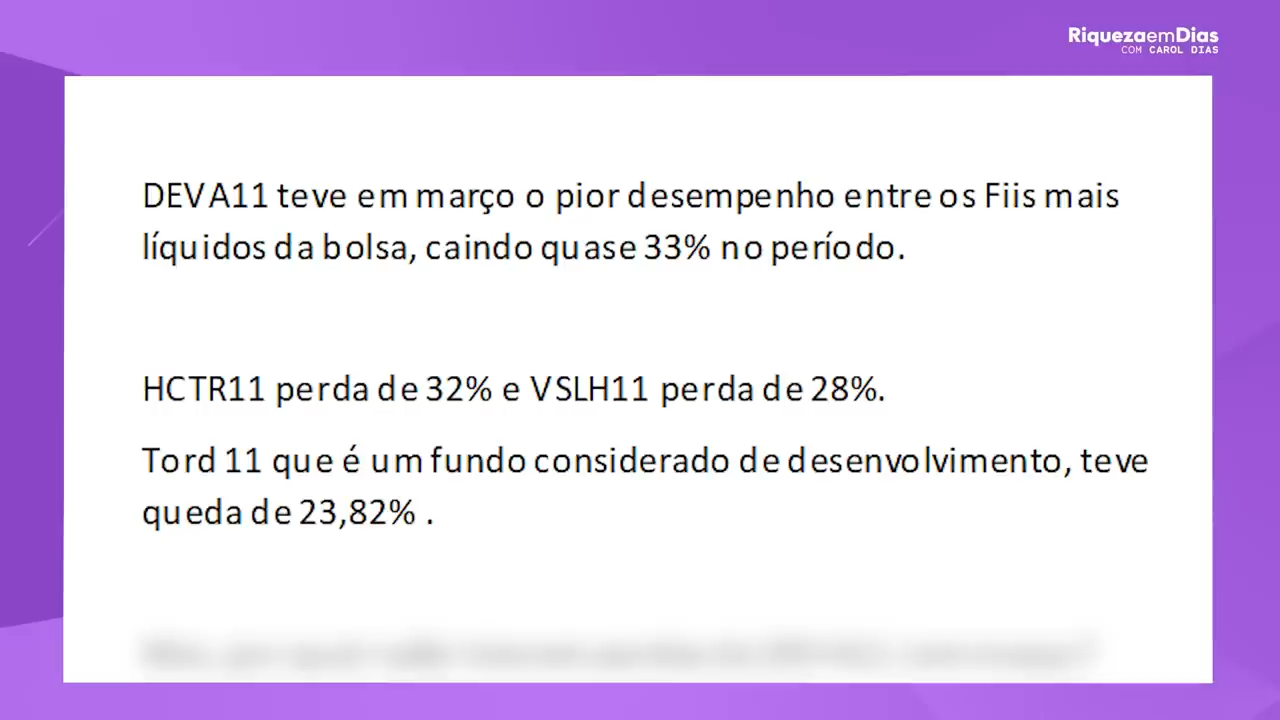 RiquezaemDias
COM CAROL DIAS
DEVA11 teve em março o pior desempenho entre os Fiis mais
líquidos da bolsa, caindo quase 33% no período.
HCTR11 perda de 32% e VSLH11 perda de 28%.
Tord 11 que é um fundo considerado de desenvolvimento, teve
queda de 23,82% .